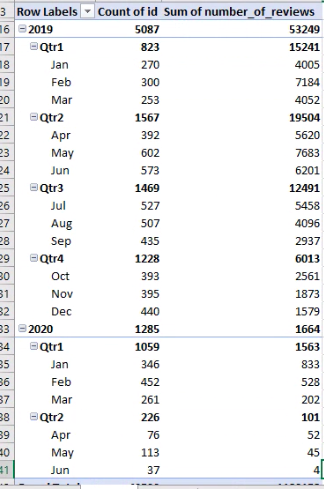 3 Row Labels Count of id Sum of number_of_reviews
16 2019 5087 53249
17 Qtr1 823 15241
18 Jan 270 4005
19 Feb 300 7184
20 Mar 253 4052
21 Qtr2 1567 19504
22 Apr 392 5620
23 May 602 7683
24 Jun 573 6201
25 Qtr3 1469 12491
26 Jul 527 5458
27 Aug 507 4096
28 Sep 435 2937
29 Qtr4 1228 6013
30 Oct 393 2561
31 Nov 395 1873
32 Dec 440 1579
33 2020 1285 1664
34 Qtr1 1059 1563
35 Jan 346 833
36 Feb 452 528
37 Mar 261 202
38 Qtr2 226 101
39 Apr 76 52
40 May 113 45
41 Jun 37 4